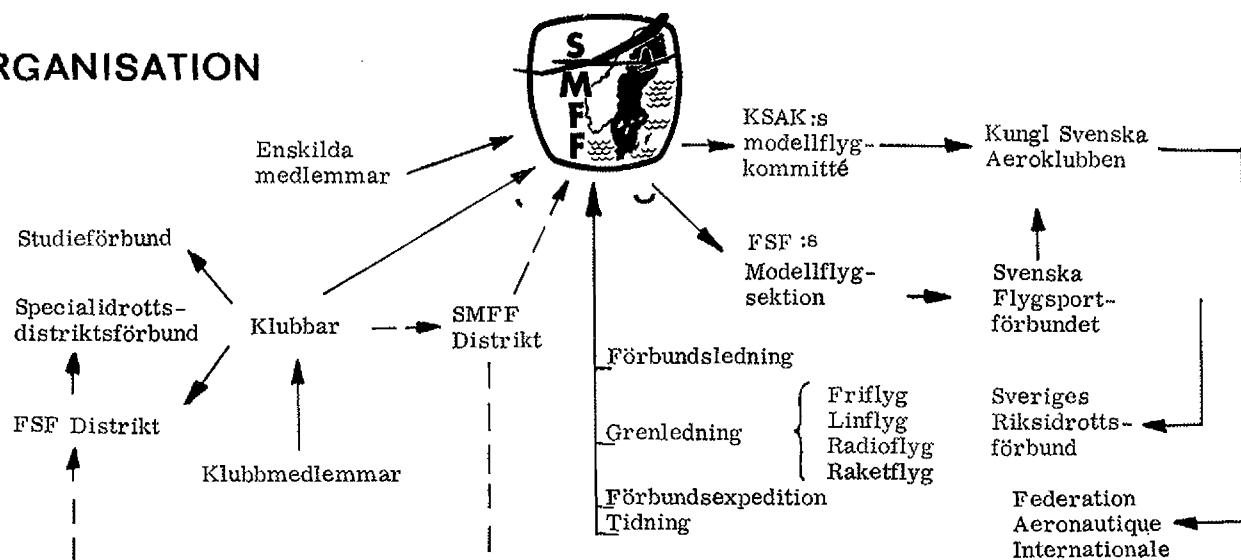 RGANISATION
S
M
F
F
Enskilda
medlemmar
KSAK :s
modellflyg-
kommitté
Kungl Svenska
Aeroklubben
Studieförbund
FSF :s
Modellflyg-
sektion
Svenska
Flygsport-
förbundet
Specialidrotts-
distriktsförbund
Klubbar
SMFF
Distrikt
Förbundsledning
FSF Distrikt
Klubbmedlemmar
Grenledning
Friflyg
Linflyg
Radioflyg
Raketflyg
Sveriges
Riksidrotts-
förbund
Förbundsexpedition
Tidning
Federation
Aeronautique
Internationale